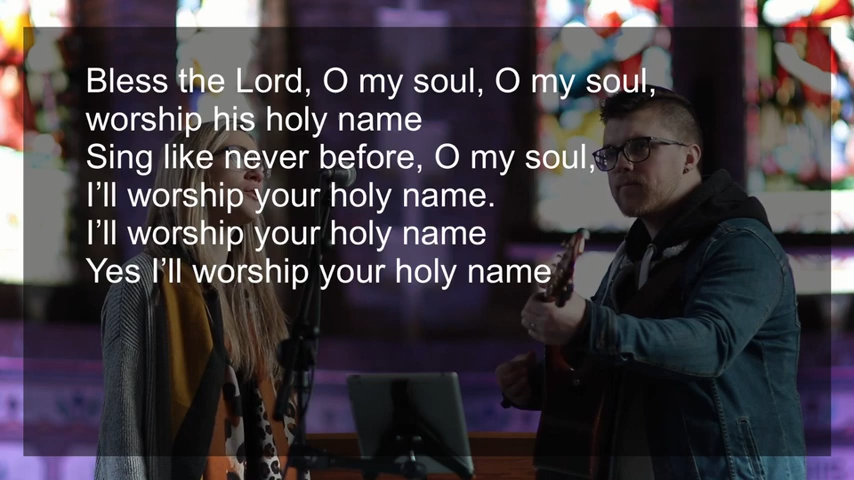 Bless the Lord, O my soul, O my soul,
worship his holy name
Sing like never before, O my soul,
I’ll worship your holy name.
I’ll worship your holy name
Yes I’ll worship your holy name